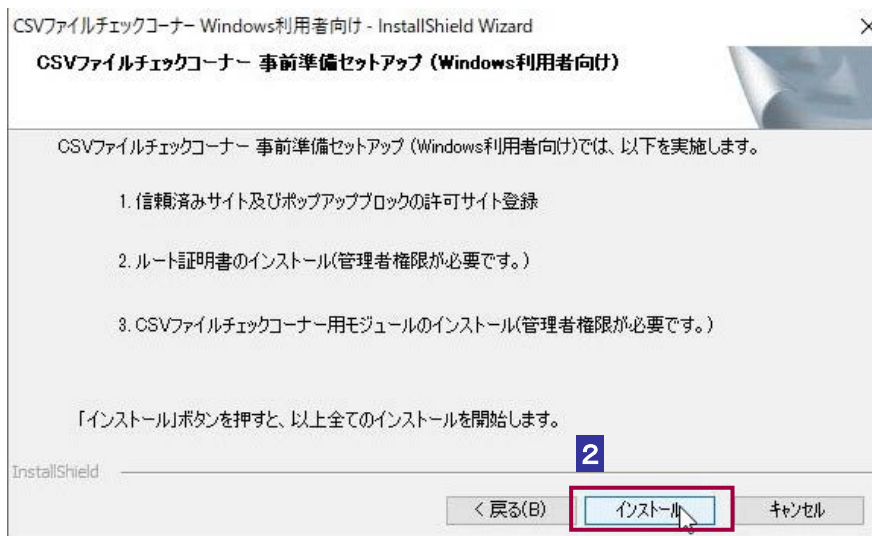 CSVファイルチェックコーナー Windows利用者向け - InstallShield Wizard
CSVファイルチェックコーナー 事前準備セットアップ (Windows利用者向け)
CSVファイルチェックコーナー 事前準備セットアップ (Windows利用者向け)では、以下を実施します。
1. 信頼済みサイト及びポップアップブロックの許可サイト登録
2. ルート証明書のインストール(管理者権限が必要です。)
3. CSVファイルチェックコーナー用モジュールのインストール(管理者権限が必要です。)
「インストール」ボタンを押すと、以上全てのインストールを開始します。
2
InstallShield
< 戻る(B) インストール キャンセル